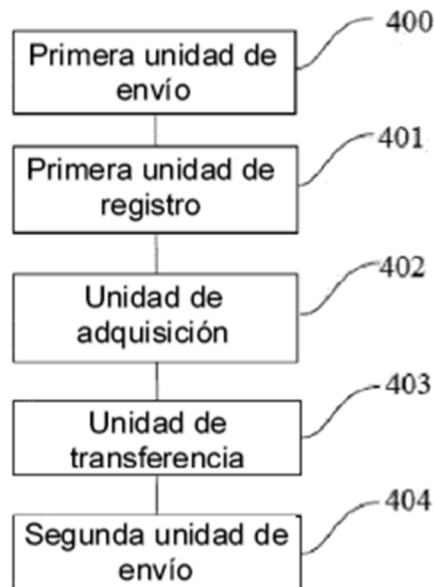 400
Primera unidad de
envío
401
Primera unidad de
registro
402
Unidad de
adquisición
403
Unidad de
transferencia
404
Segunda unidad de
envío